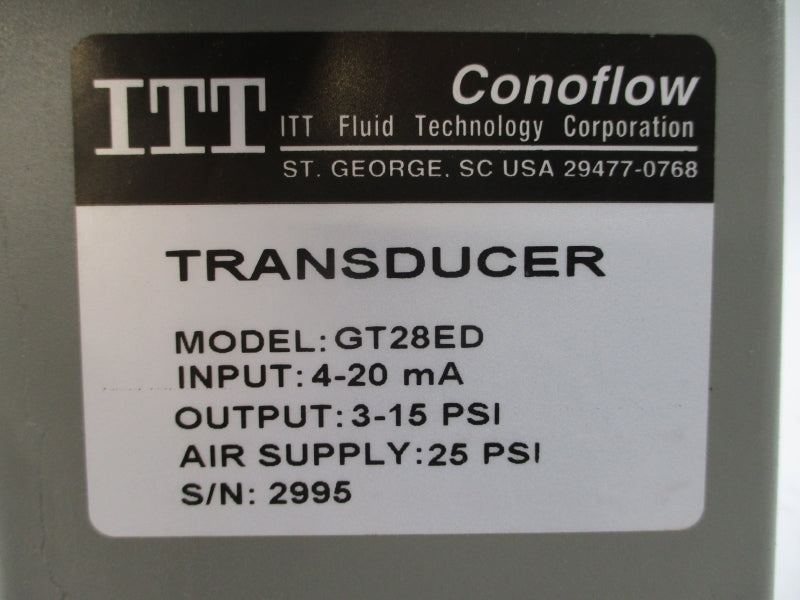 ITT Conoflow
ITT Fluid Technology Corporation
ST. GEORGE. SC USA 29477-0768
TRANSDUCER
MODEL: GT28ED
INPUT: 4-20 mA
OUTPUT: 3-15 PSI
AIR SUPPLY: 25 PSI
S/N: 2995